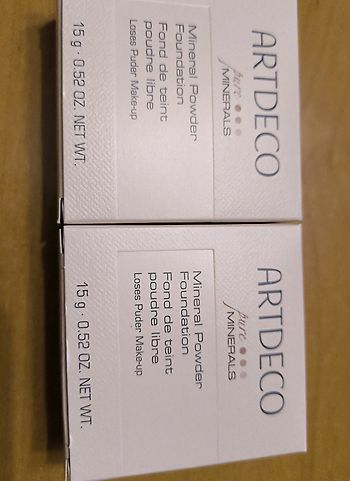 ARTDECO
pure
MINERALS
Mineral Powder
Foundation
Fond de teint
poudre libre
Loses Puder Make-up
15 g · 0.52 OZ. NET WT.
ARTDECO
pure
MINERALS
Mineral Powder
Foundation
Fond de teint
poudre libre
Loses Puder Make-up
15 g · 0.52 OZ. NET WT.